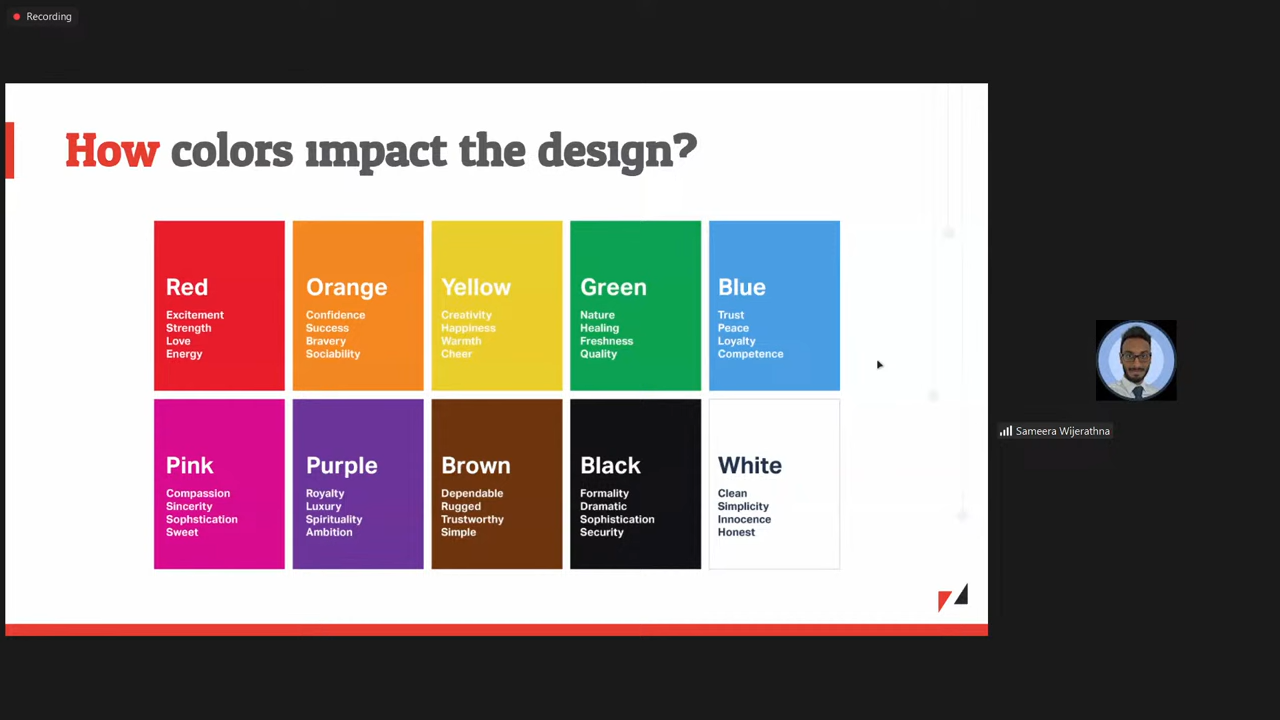 Recording
How colors impact the design?
Red
Excitement
Strength
Love
Energy
Orange
Confidence
Success
Bravery
Sociability
Yellow
Creativity
Happiness
Warmth
Cheer
Green
Nature
Healing
Freshness
Quality
Blue
Trust
Peace
Loyalty
Competence
Pink
Compassion
Sincerity
Sophstication
Sweet
Purple
Royalty
Luxury
Spirituality
Ambition
Brown
Dependable
Rugged
Trustworthy
Simple
Black
Formality
Dramatic
Sophistication
Security
White
Clean
Simplicity
Innocence
Honest
Sameera Wijerathna